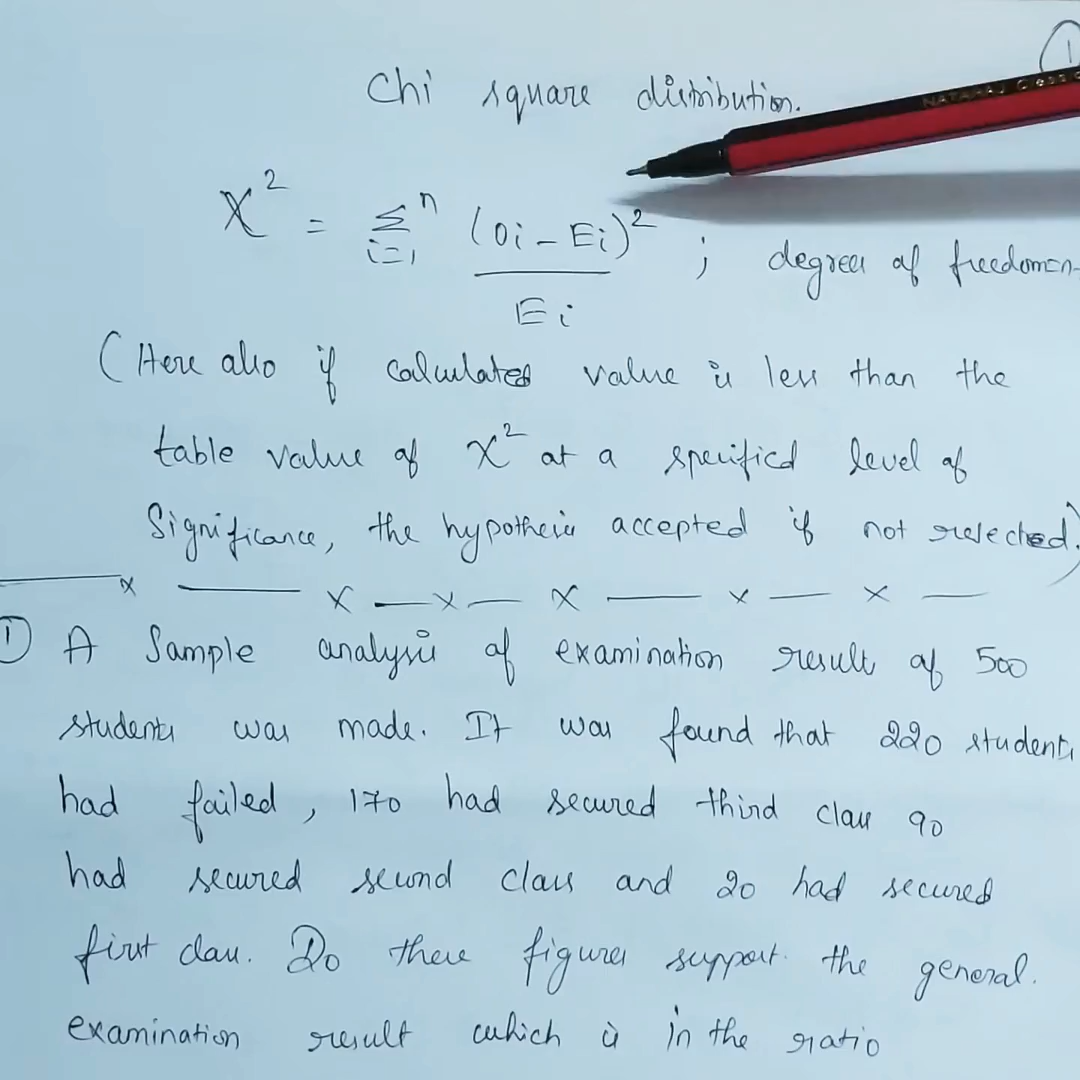 1
Chi square distribution.
NATARAJ
χ² = Σⁿᵢ₌₁ (Oi - Ei)² / Ei ; degrees of freedom n-
(Here also if calculated value is less than the
table value of χ² at a specified level of
Significance, the hypothesis accepted if not rejected.)
x x x x x x
1 A Sample analysis of examination result of 500
students was made. It was found that 220 students
had failed, 170 had secured third class 90
had secured second class and 20 had secured
first class. Do these figures support the general
examination result which is in the ratio